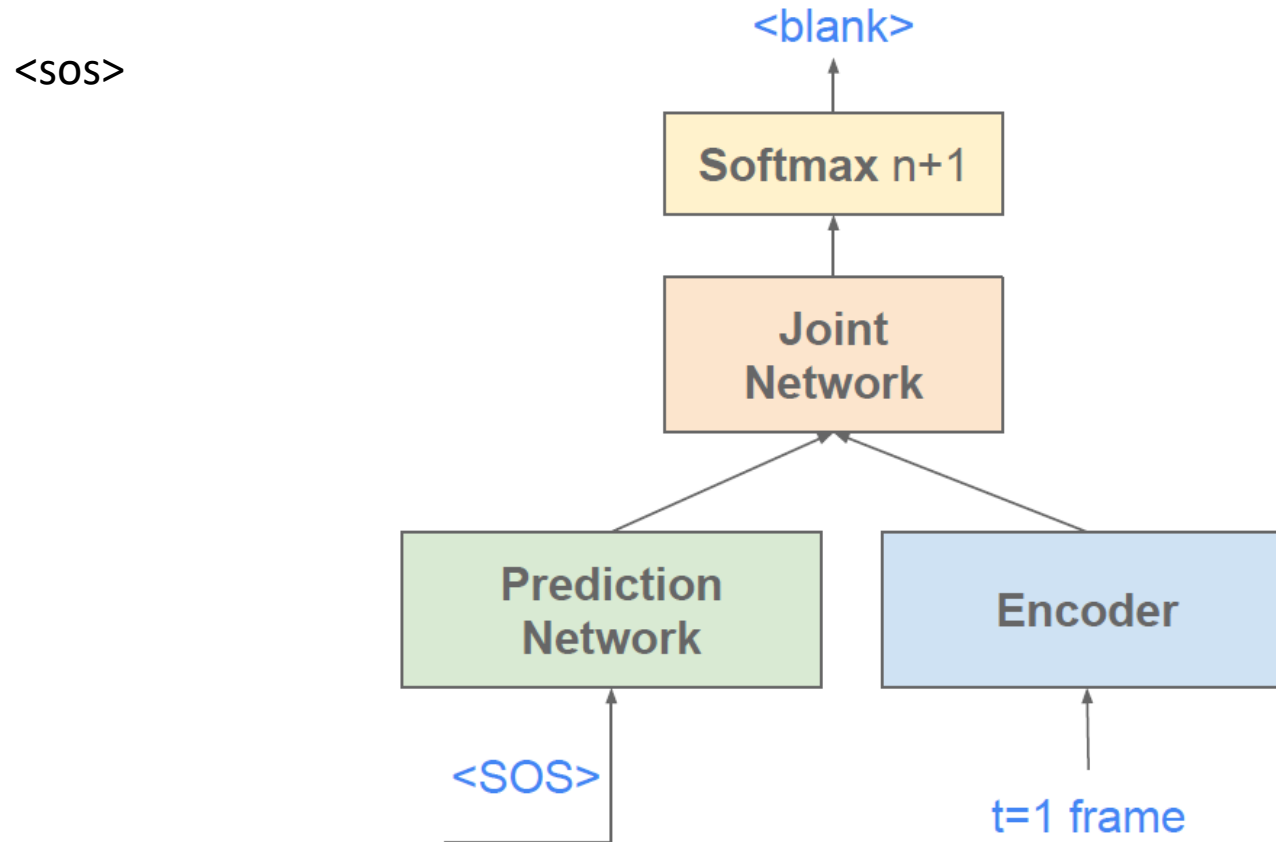 <blank>
<sos>
Softmax n+1
Joint
Network
Prediction
Network
Encoder
<SOS>
t=1 frame